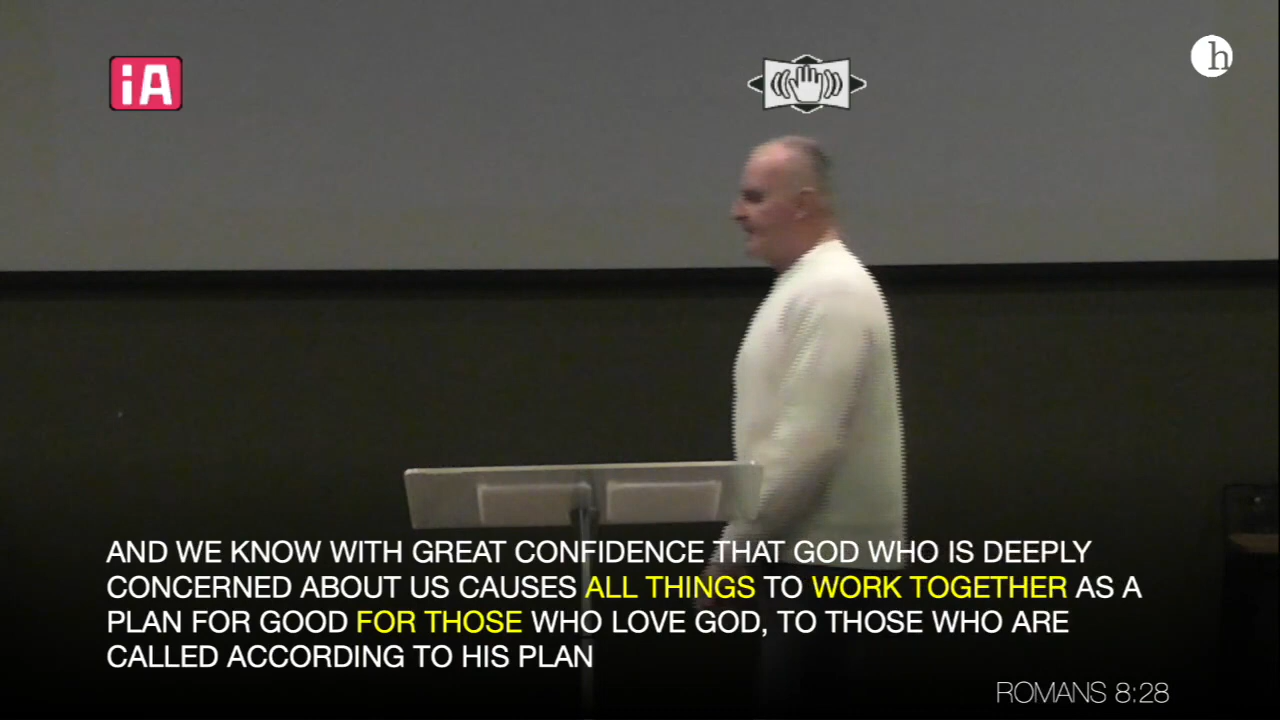 iA
h
AND WE KNOW WITH GREAT CONFIDENCE THAT GOD WHO IS DEEPLY
CONCERNED ABOUT US CAUSES ALL THINGS TO WORK TOGETHER AS A
PLAN FOR GOOD FOR THOSE WHO LOVE GOD, TO THOSE WHO ARE
CALLED ACCORDING TO HIS PLAN
ROMANS 8:28